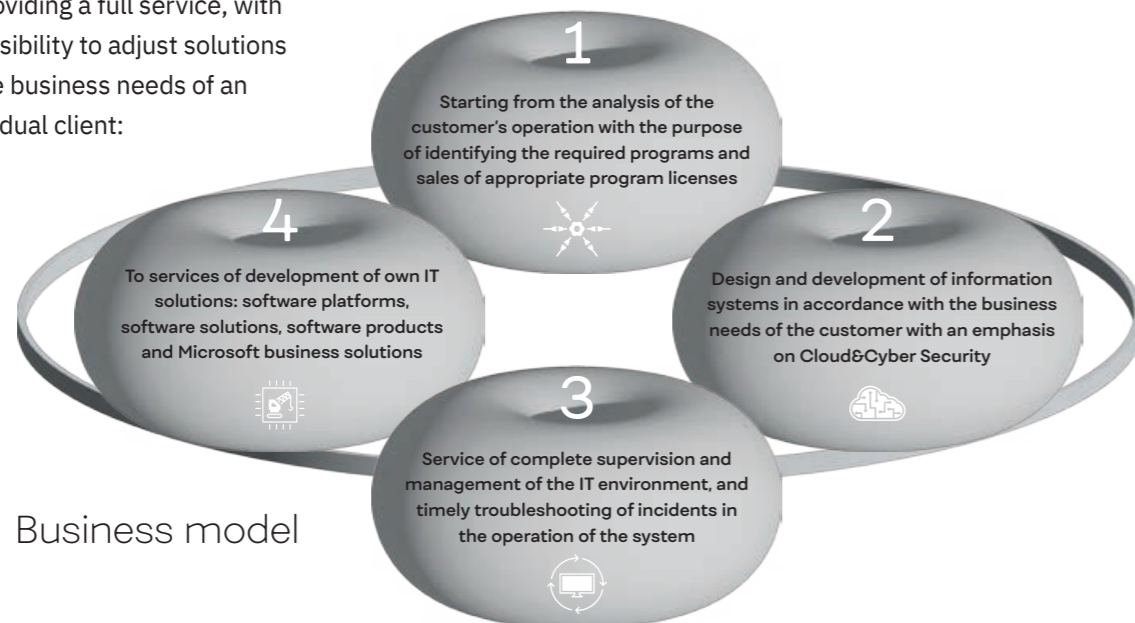 oviding a full service, with
sibility to adjust solutions
e business needs of an
dual client:
1
Starting from the analysis of the
customer's operation with the purpose
of identifying the required programs and
sales of appropriate program licenses
2
Design and development of information
systems in accordance with the business
needs of the customer with an emphasis
on Cloud&Cyber Security
3
Service of complete supervision and
management of the IT environment, and
timely troubleshooting of incidents in
the operation of the system
4
To services of development of own IT
solutions: software platforms,
software solutions, software products
and Microsoft business solutions
Business model